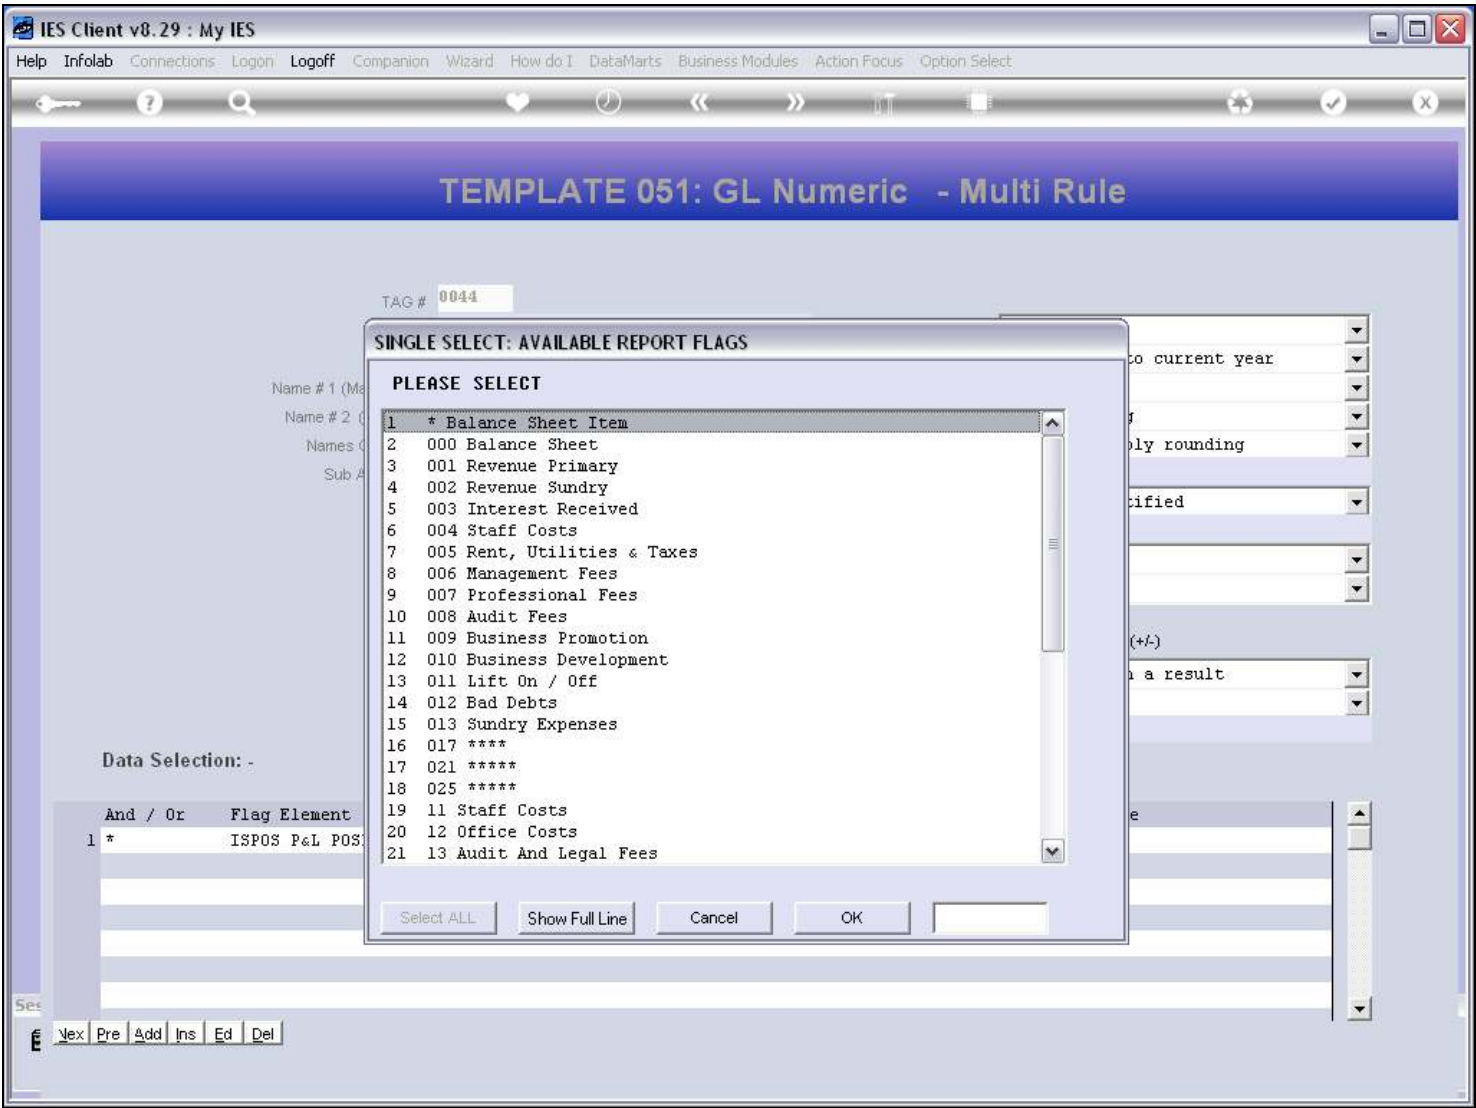 IES Client v8.29 : My IES
Help Infolab Connections Logon Logoff Companion Wizard How do I DataMarts Business Modules Action Focus Option Select
TEMPLATE 051: GL Numeric - Multi Rule
TAG # 0044
SINGLE SELECT: AVAILABLE REPORT FLAGS
PLEASE SELECT
1 * Balance Sheet Item
2 000 Balance Sheet
3 001 Revenue Primary
4 002 Revenue Sundry
5 003 Interest Received
6 004 Staff Costs
7 005 Rent, Utilities & Taxes
8 006 Management Fees
9 007 Professional Fees
10 008 Audit Fees
11 009 Business Promotion
12 010 Business Development
13 011 Lift On / Off
14 012 Bad Debts
15 013 Sundry Expenses
16 017 ****
17 021 *****
18 025 *****
19 11 Staff Costs
20 12 Office Costs
21 13 Audit And Legal Fees
Select ALL Show Full Line Cancel OK
Name # 1
Name # 2
Names
Sub
to current year
rounding
(+/-)
a result
Data Selection: -
And / Or Flag Element
1 * ISPOS P&L
Nex Pre Add Ins Ed Del